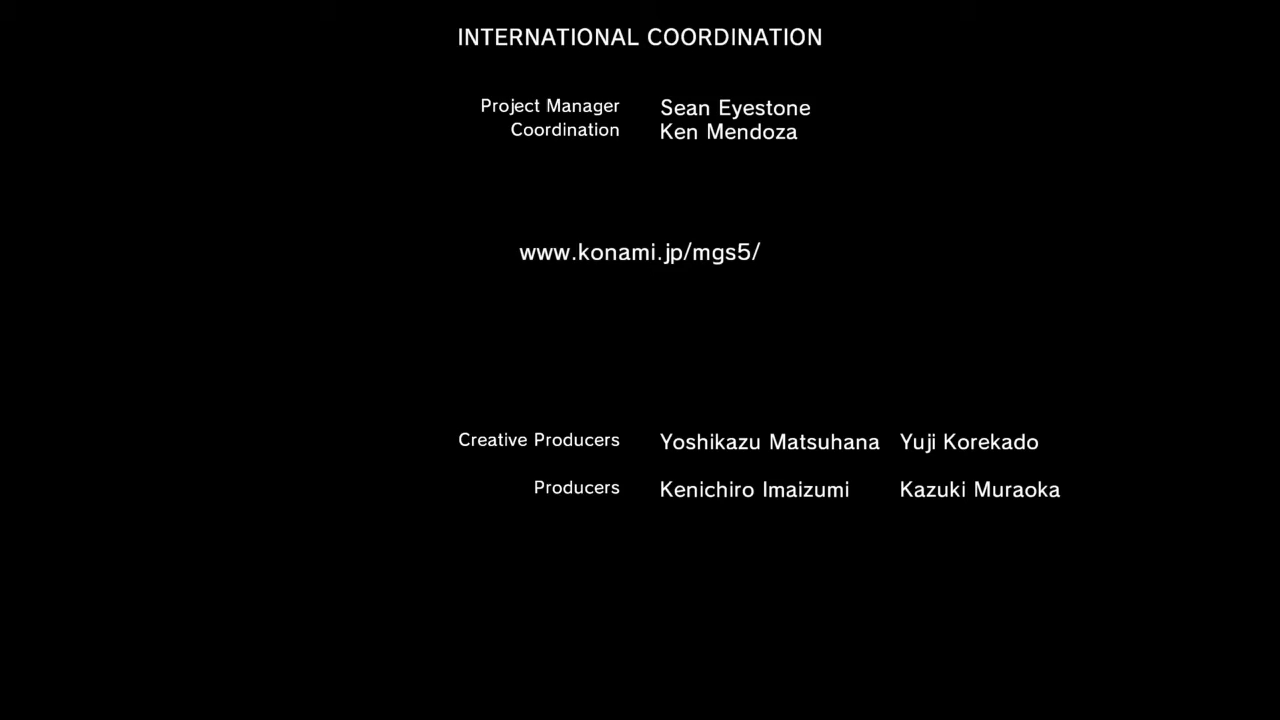 INTERNATIONAL COORDINATION
Project Manager Sean Eyestone
Coordination Ken Mendoza
www.konami.jp/mgs5/
Creative Producers Yoshikazu Matsuhana Yuji Korekado
Producers Kenichiro Imaizumi Kazuki Muraoka